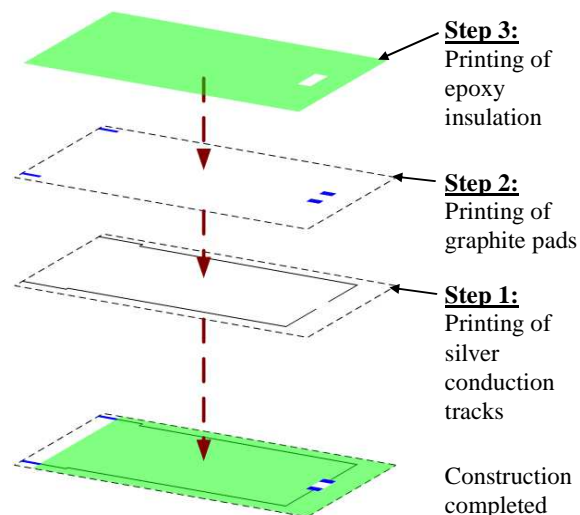 Step 3:
Printing of
epoxy
insulation
Step 2:
Printing of
graphite pads
Step 1:
Printing of
silver
conduction
tracks
Construction
completed